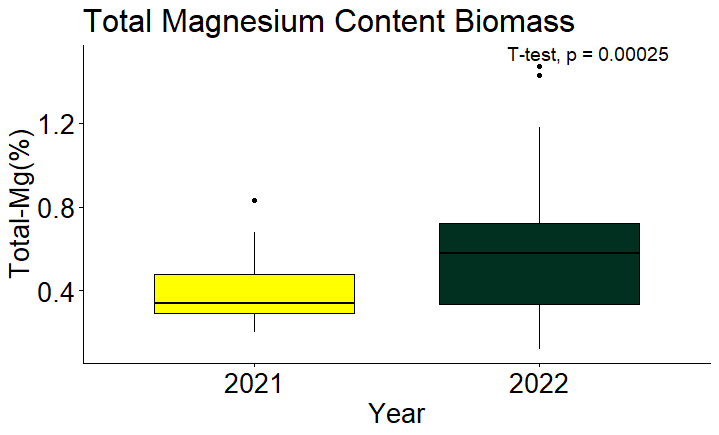 Total Magnesium Content Biomass
T-test, p = 0.00025
Total-Mg(%)
1.2
0.8
0.4
2021
2022
Year